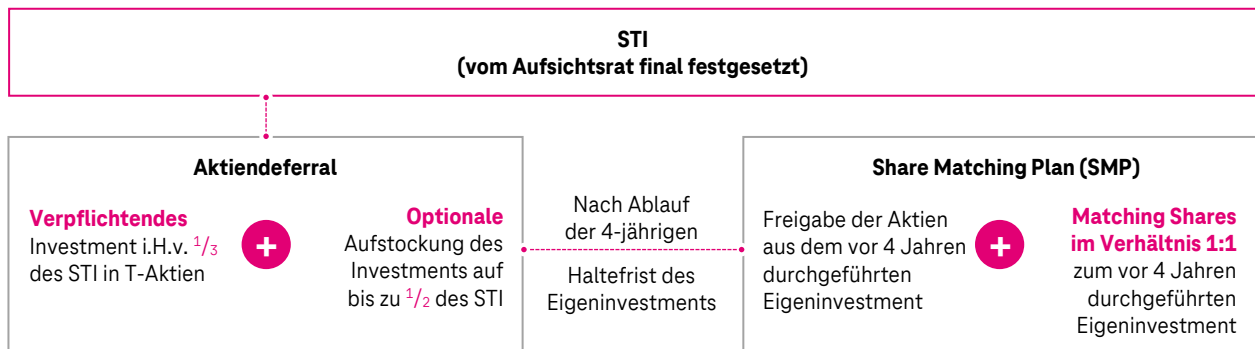 STI
(vom Aufsichtsrat final festgesetzt)
Aktiendeferral
Verpflichtendes
Investment i.H.v. 1/3
des STI in T-Aktien
+
Optionale
Aufstockung des
Investments auf
bis zu 1/2 des STI
Nach Ablauf
der 4-jährigen
Haltefrist des
Eigeninvestments
Share Matching Plan (SMP)
Freigabe der Aktien
aus dem vor 4 Jahren
durchgeführten
Eigeninvestment
+
Matching Shares
im Verhältnis 1:1
zum vor 4 Jahren
durchgeführten
Eigeninvestment